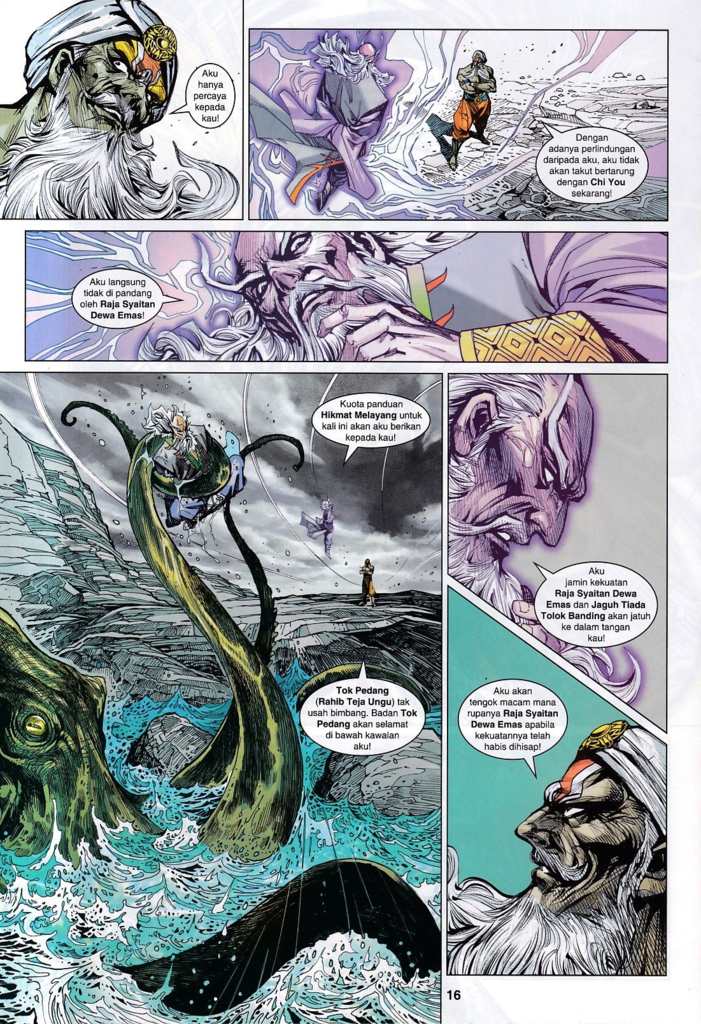 Aku
hanya
percaya
kepada
kau!
Dengan
adanya perlindungan
daripada aku, aku tidak
akan takut bertarung
dengan Chi You
sekarang!
Aku langsung
tidak di pandang
oleh Raja Syaitan
Dewa Emas!
Kuota panduan
Hikmat Melayang untuk
kali ini akan aku berikan
kepada kau!
Aku
jamin kekuatan
Raja Syaitan Dewa
Emas dan Jaguh Tiada
Tolok Banding akan jatuh
ke dalam tangan
kau!
Tok Pedang
(Rahib Teja Ungu) tak
usah bimbang. Badan Tok
Pedang akan selamat
di bawah kawalan
aku!
Aku akan
tengok macam mana
rupanya Raja Syaitan
Dewa Emas apabila
kekuatannya telah
habis dihisap!
16